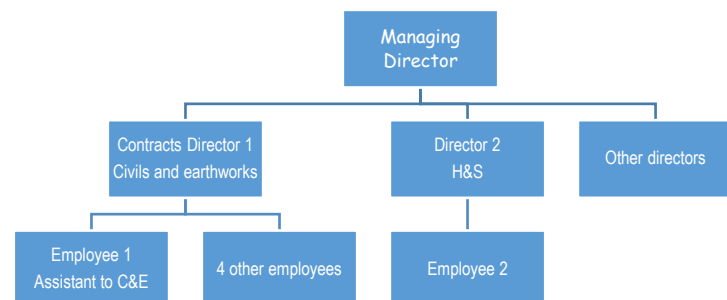 Managing
Director
Contracts Director 1
Civils and earthworks
Director 2
H&S
Other directors
Employee 1
Assistant to C&E
4 other employees
Employee 2